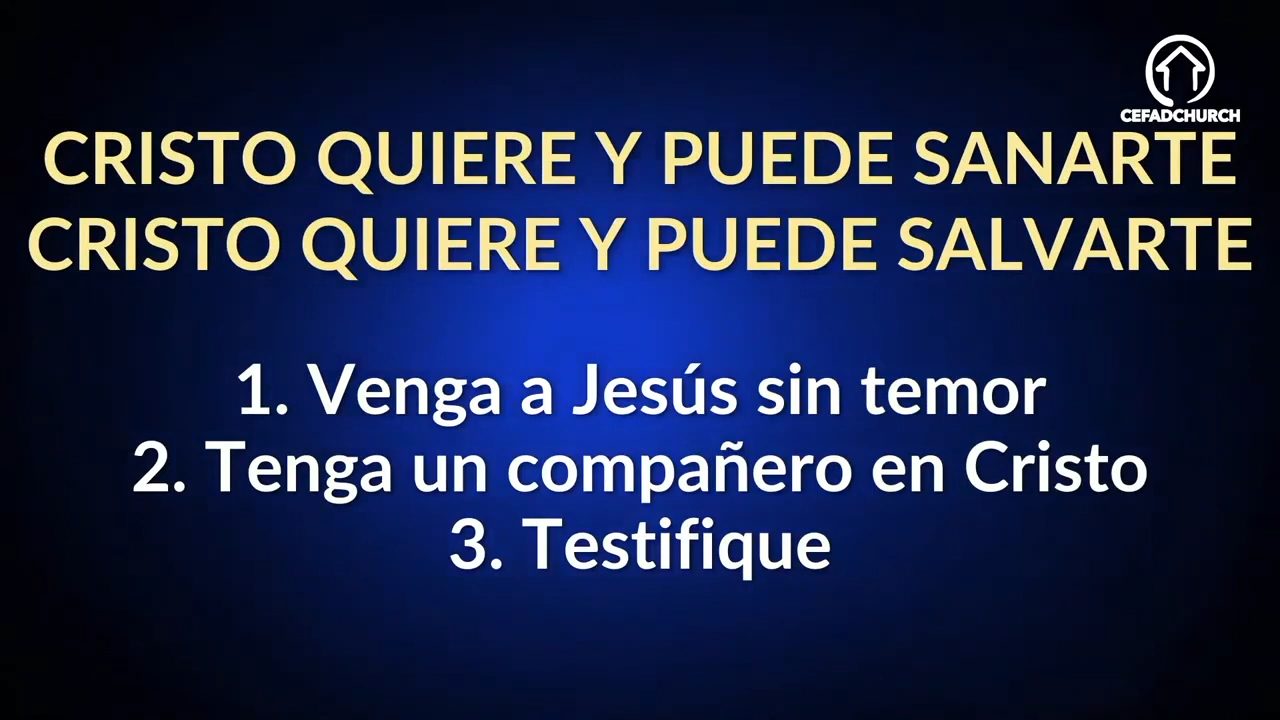 CEFADCHURCH
CRISTO QUIERE Y PUEDE SANARTE
CRISTO QUIERE Y PUEDE SALVARTE
1. Venga a Jesús sin temor
2. Tenga un compañero en Cristo
3. Testifique